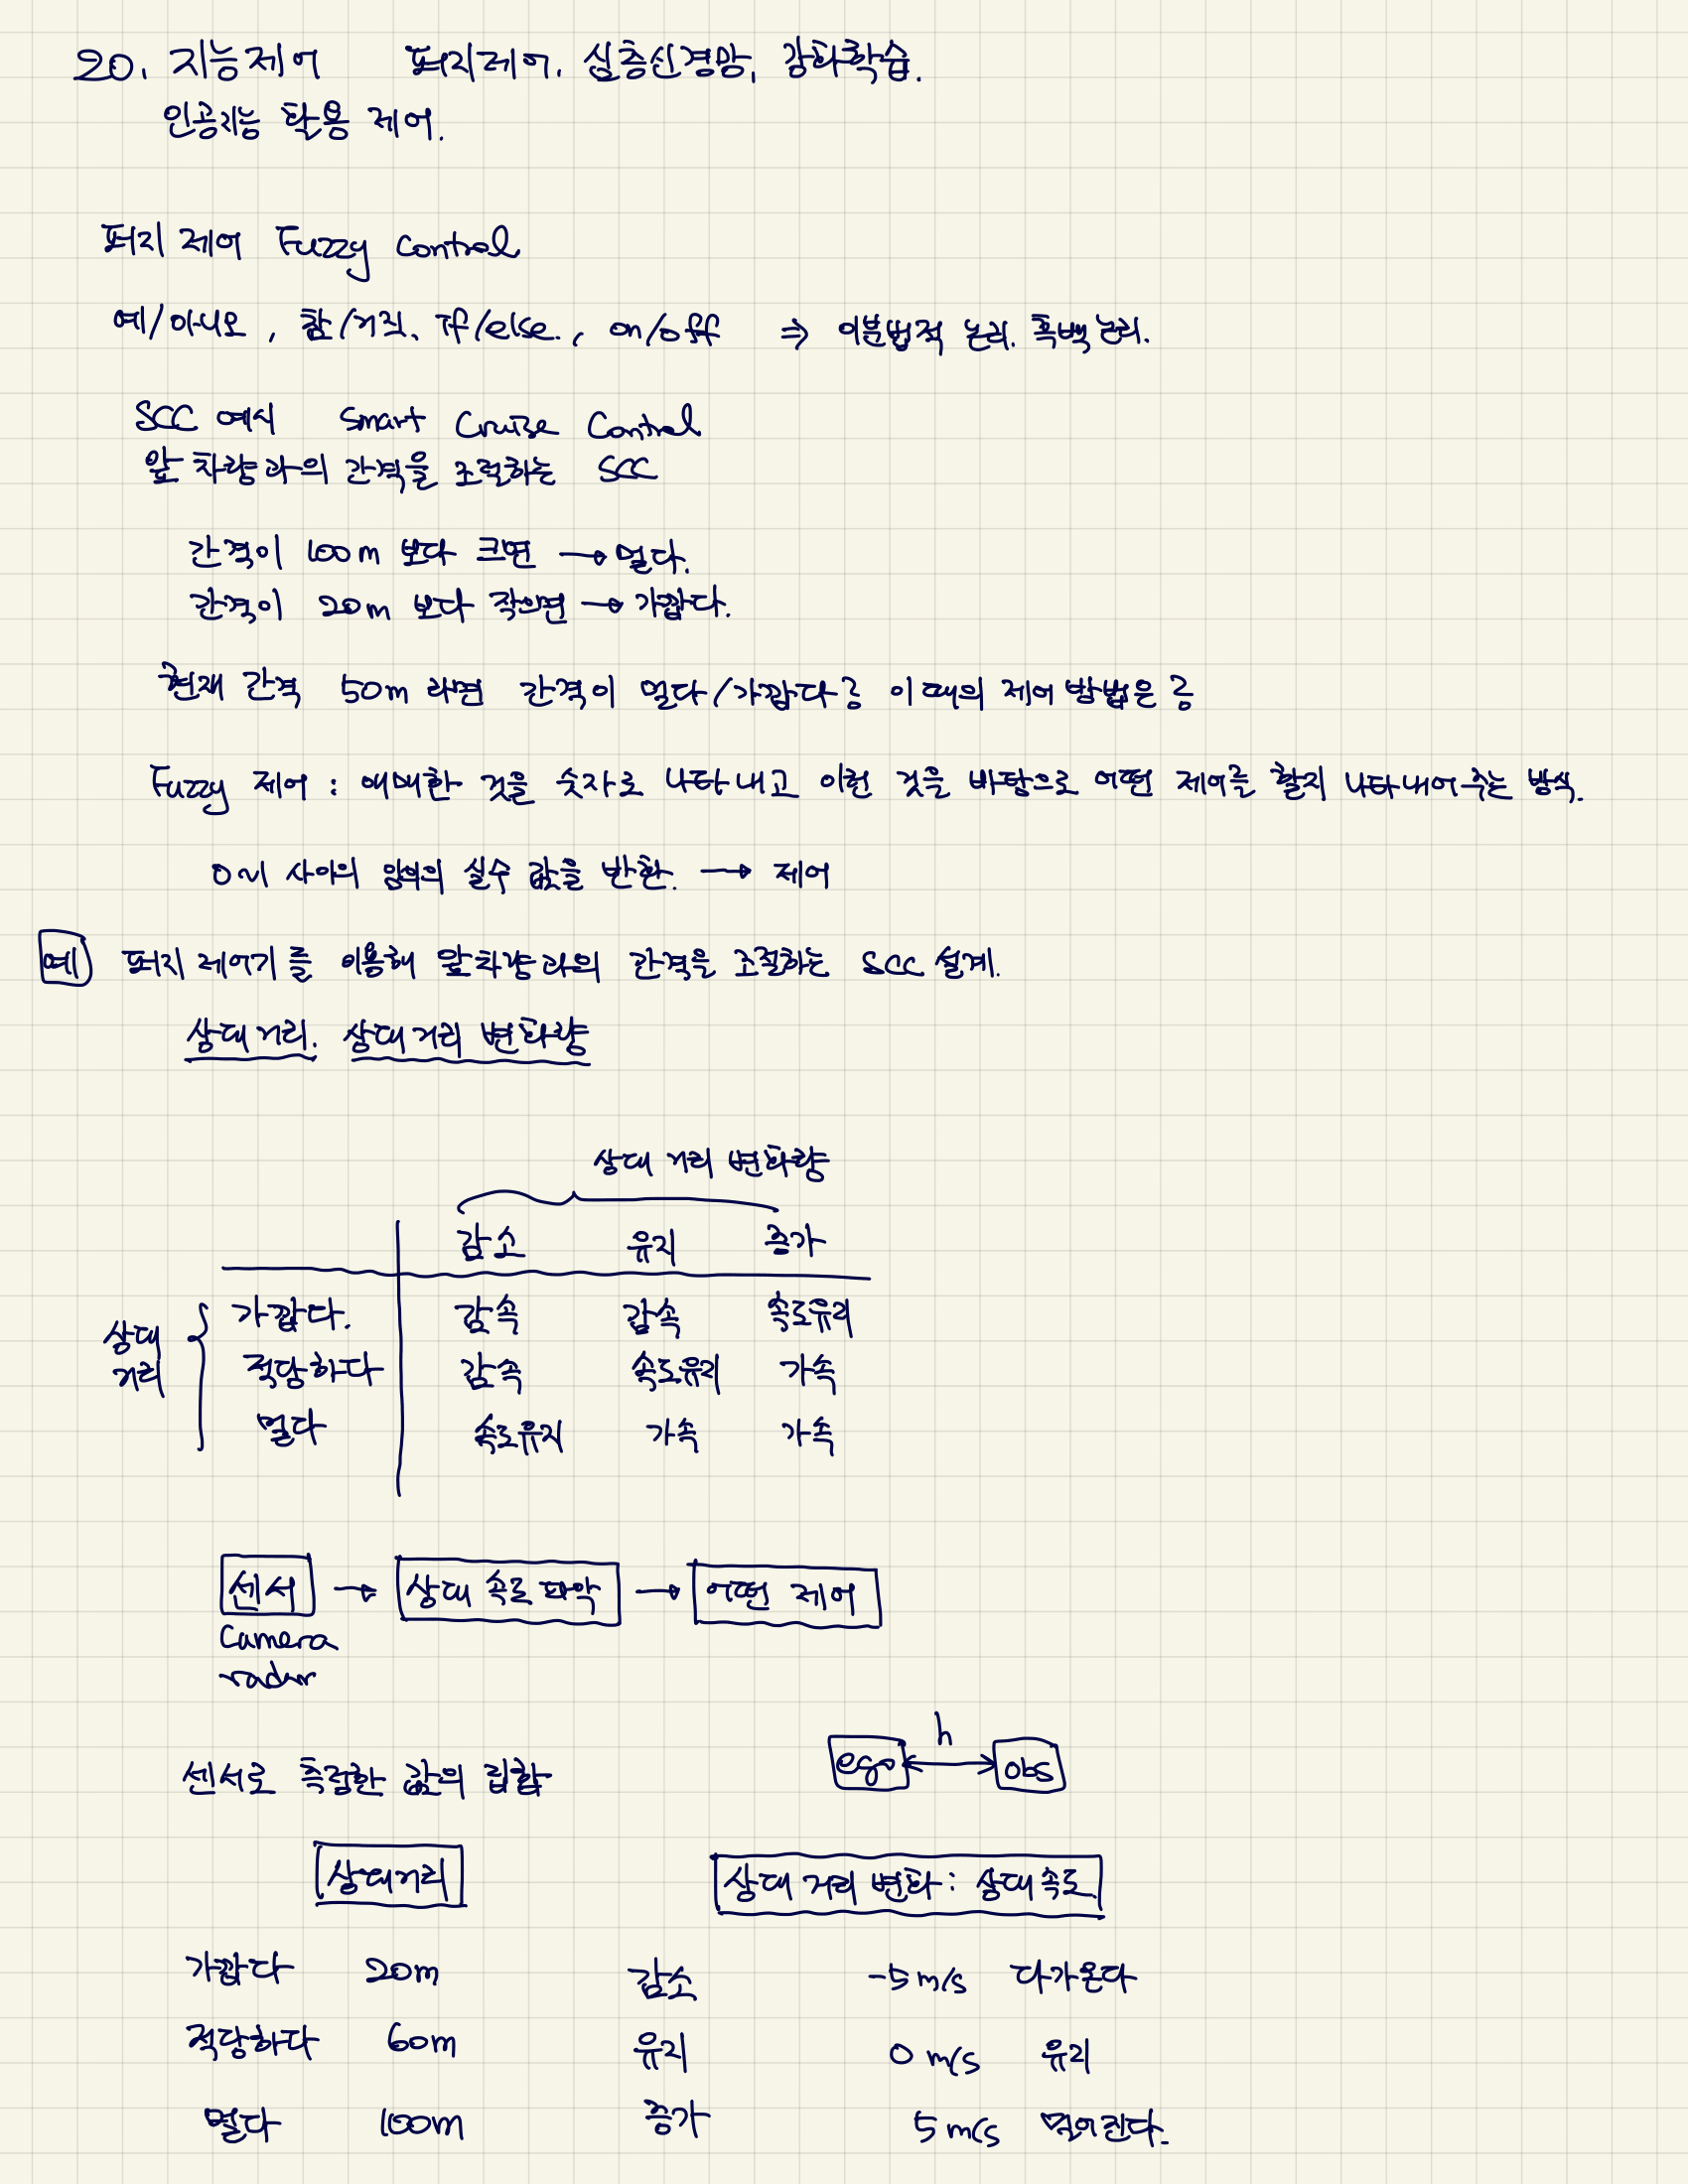 20. 지능제어 퍼지제어, 심층신경망, 강화학습.
인공지능 활용 제어.
퍼지 제어 Fuzzy Control
예/아니오, 참/거짓, if/else., on/off ⇒ 이분법적 논리. 흑백논리.
SCC 예시 Smart Cruise Control
앞 차량과의 간격을 조절하는 SCC
간격이 100m 보다 크면 → 멀다.
간격이 20m 보다 작으면 → 가깝다.
현재 간격 50m 라면 간격이 멀다/가깝다? 이 때의 제어 방법은?
Fuzzy 제어 : 애매한 것을 숫자로 나타내고 이런 것을 바탕으로 어떤 제어를 할지 나타내어 주는 방식.
0~1 사이의 임의의 실수 값을 반환. → 제어
예 퍼지 제어기를 이용해 앞차량과의 간격을 조절하는 SCC 설계.
상대거리. 상대거리 변화량
상대 거리 변화량
감소 유지 증가
상대 거리 가깝다. 감속 감속 속도유지
적당하다 감속 속도유지 가속
멀다 속도유지 가속 가속
센서 → 상대 속도 파악 → 어떤 제어
Camera
radar
ego h obs
센서로 측정한 값의 집합
상대거리 상대 거리 변화 : 상대속도
가깝다 20m 감소 -5 m/s 다가온다
적당하다 60m 유지 0 m/s 유지
멀다 100m 증가 5 m/s 멀어진다.